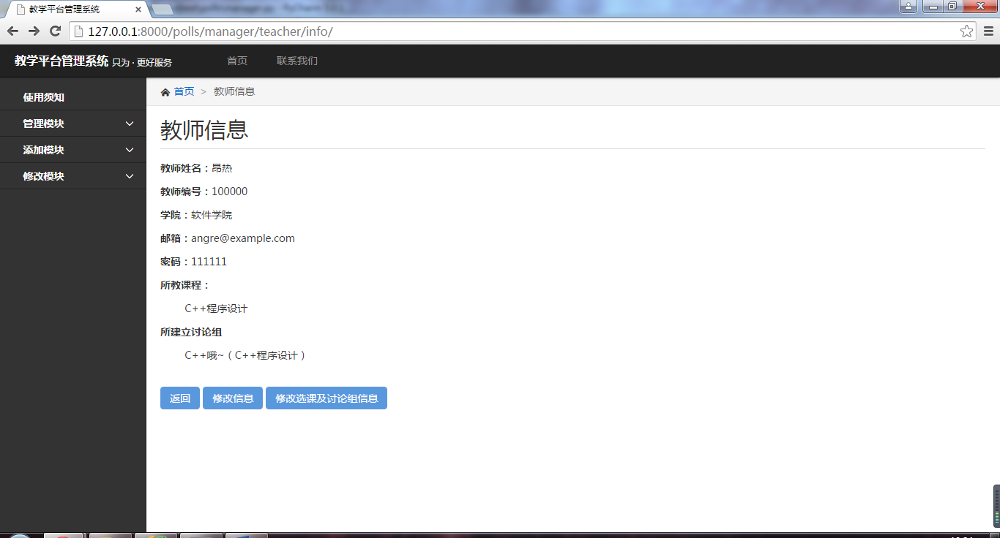 教学平台管理系统
127.0.0.1:8000/polls/manager/teacher/info/
教学平台管理系统 只为 · 更好服务 首页 联系我们
使用须知
管理模块
添加模块
修改模块
首页 > 教师信息
教师信息
教师姓名：昂热
教师编号：100000
学院：软件学院
邮箱：angre@example.com
密码：111111
所教课程：
C++程序设计
所建立讨论组
C++哦~（C++程序设计）
返回 修改信息 修改选课及讨论组信息